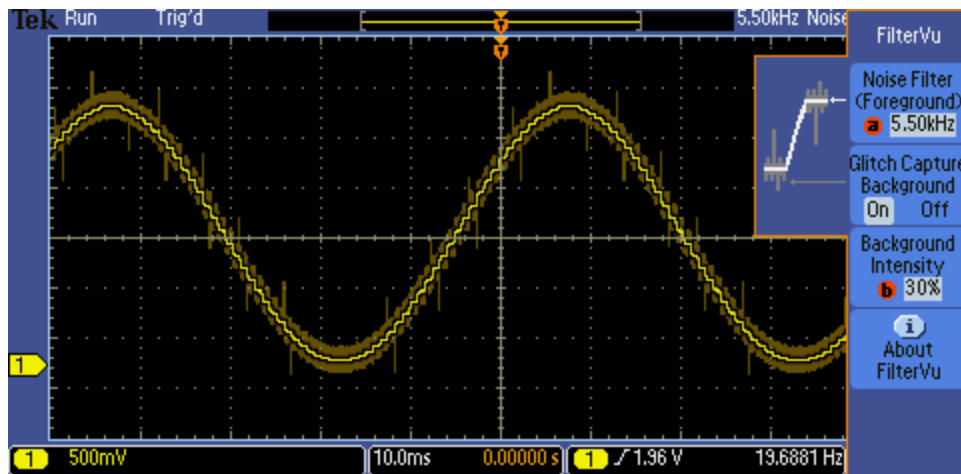 Tek Run Trig'd 5.50kHz Noise
FilterVu
Noise Filter
(Foreground)
a 5.50kHz
Glitch Capture
Background
On Off
Background
Intensity
b 30%
i
About
FilterVu
T
T
1
1 500mV 10.0ms 0.00000 s 1 1.96 V 19.6881 Hz